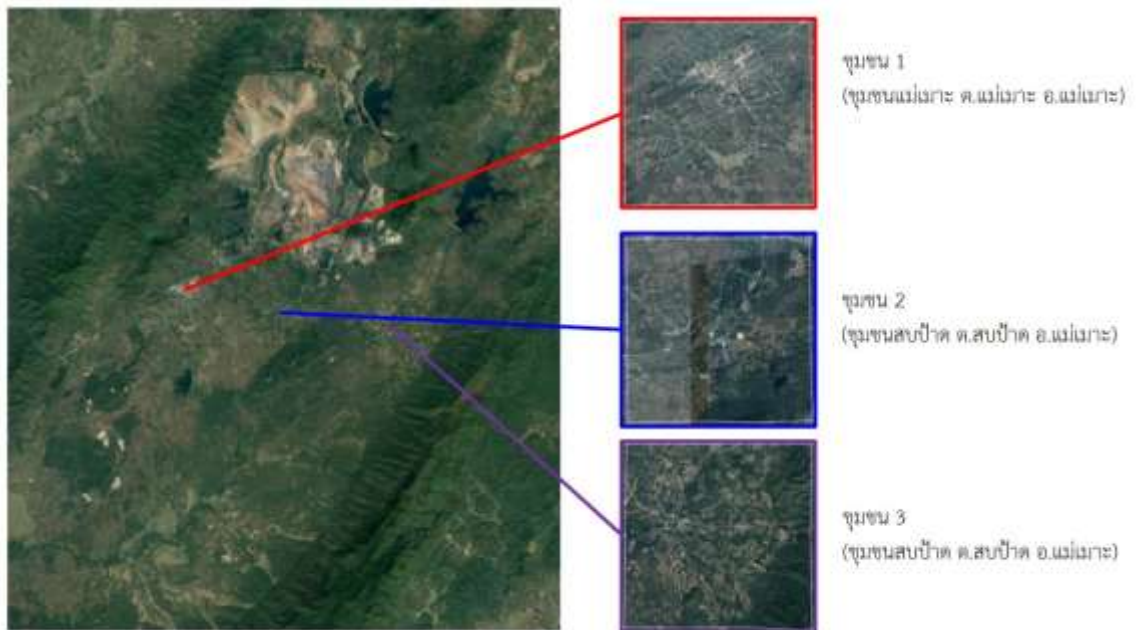 ชุมชน 1
(ชุมชนแม่เมาะ ต.แม่เมาะ อ.แม่เมาะ)
ชุมชน 2
(ชุมชนสบป้าด ต.สบป้าด อ.แม่เมาะ)
ชุมชน 3
(ชุมชนสบป้าด ต.สบป้าด อ.แม่เมาะ)